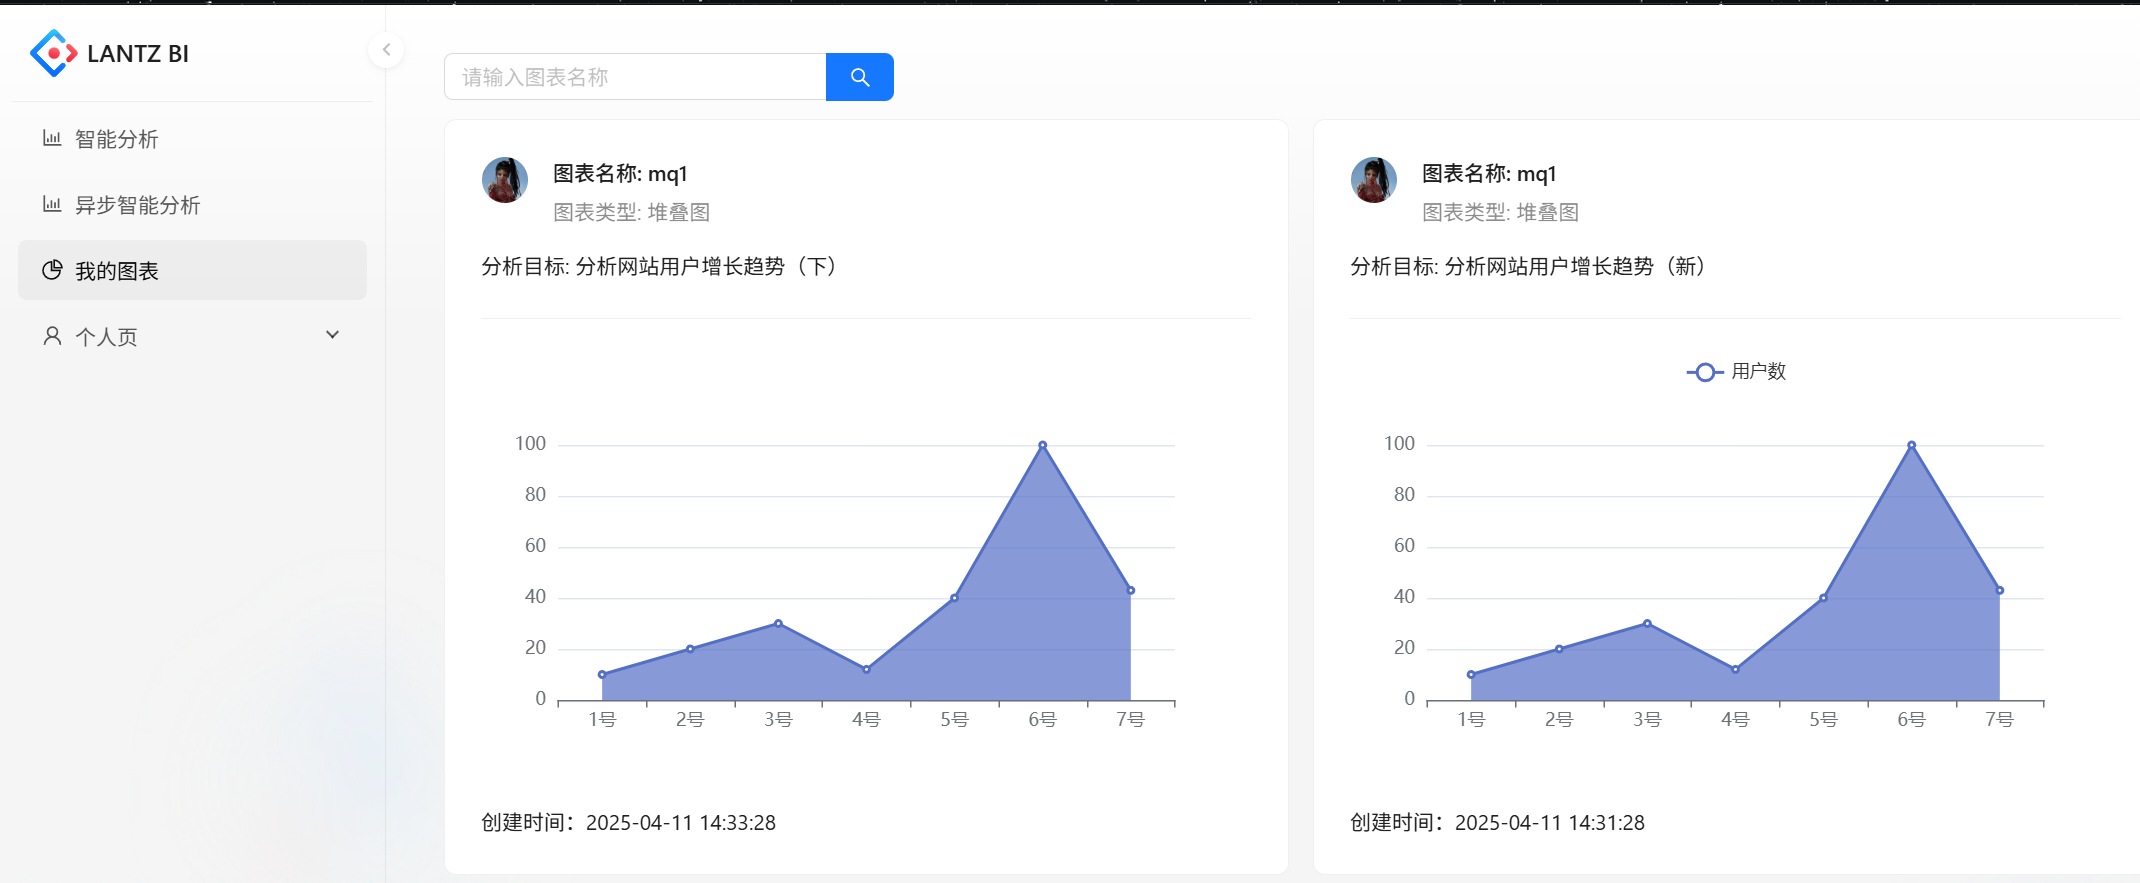 LANTZ BI
智能分析
异步智能分析
我的图表
个人页
请输入图表名称
图表名称: mq1
图表类型: 堆叠图
分析目标: 分析网站用户增长趋势（下）
100
80
60
40
20
0
1号 2号 3号 4号 5号 6号 7号
创建时间：2025-04-11 14:33:28
图表名称: mq1
图表类型: 堆叠图
分析目标: 分析网站用户增长趋势（新）
用户数
100
80
60
40
20
0
1号 2号 3号 4号 5号 6号 7号
创建时间：2025-04-11 14:31:28